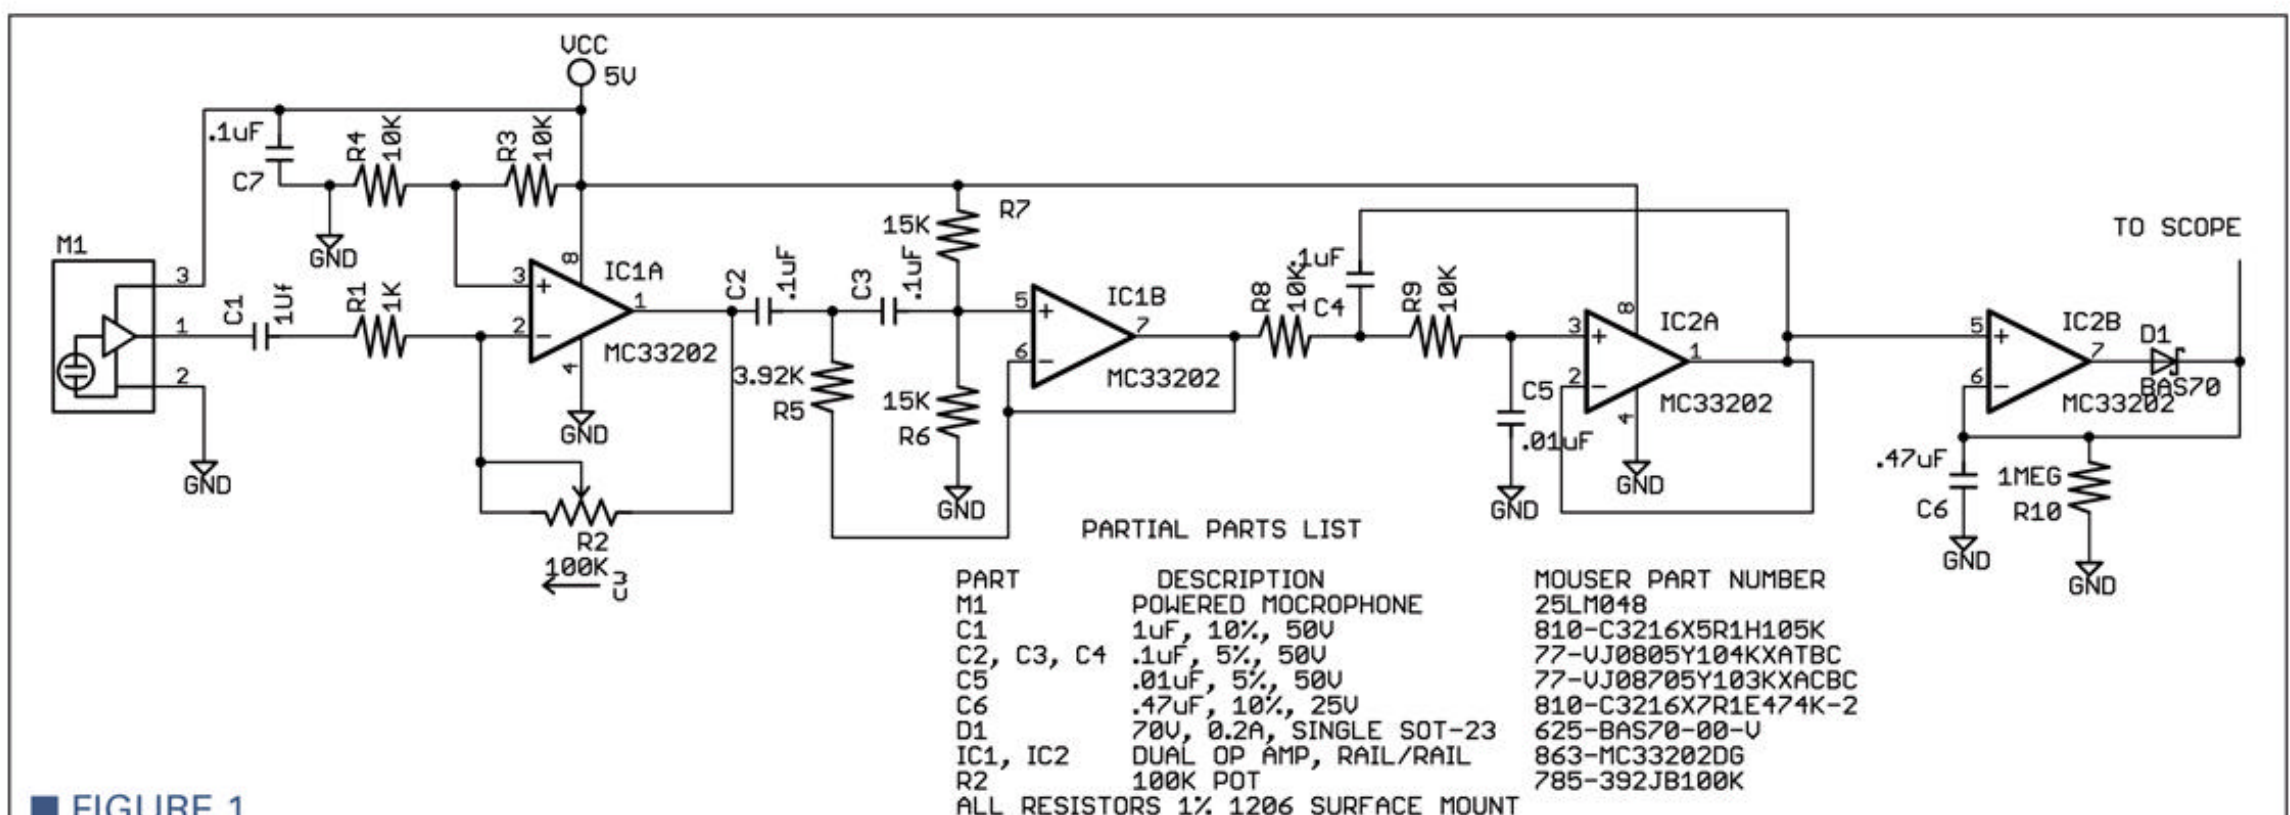 VCC
5V
.1uF
C7
R4
10K
R3
10K
GND
M1
3
1
2
GND
C1
1Uf
R1
1K
3
+
2
-
8
4
IC1A
1
MC33202
GND
R2
100K
CW
C2
.1uF
C3
.1uF
3.92K
R5
15K
R7
15K
R6
GND
5
+
6
-
IC1B
7
MC33202
R8
10K
.1uF
C4
R9
10K
C5
.01uF
GND
3
+
2
-
8
4
IC2A
1
MC33202
GND
TO SCOPE
5
+
6
-
IC2B
7
MC33202
D1
BAS70
.47uF
C6
GND
1MEG
R10
GND
PARTIAL PARTS LIST
PART DESCRIPTION MOUSER PART NUMBER
M1 POWERED MOCROPHONE 25LM048
C1 1uF, 10%, 50V 810-C3216X5R1H105K
C2, C3, C4 .1uF, 5%, 50V 77-VJ0805Y104KXATBC
C5 .01uF, 5%, 50V 77-VJ08705Y103KXACBC
C6 .47uF, 10%, 25V 810-C3216X7R1E474K-2
D1 70V, 0.2A, SINGLE SOT-23 625-BAS70-00-V
IC1, IC2 DUAL OP AMP, RAIL/RAIL 863-MC33202DG
R2 100K POT 785-392JB100K
ALL RESISTORS 1% 1206 SURFACE MOUNT
FIGURE 1